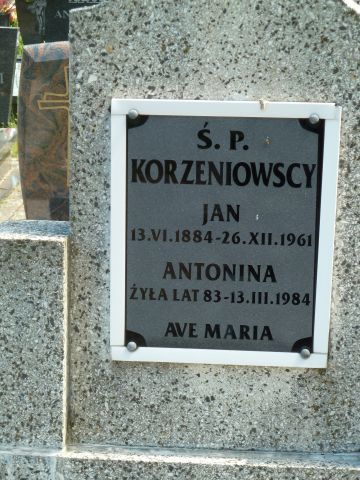 Ś. P.
KORZENIOWSCY
JAN
13.VI.1884-26.XII.1961
ANTONINA
ŻYŁA LAT 83-13.III.1984
AVE MARIA